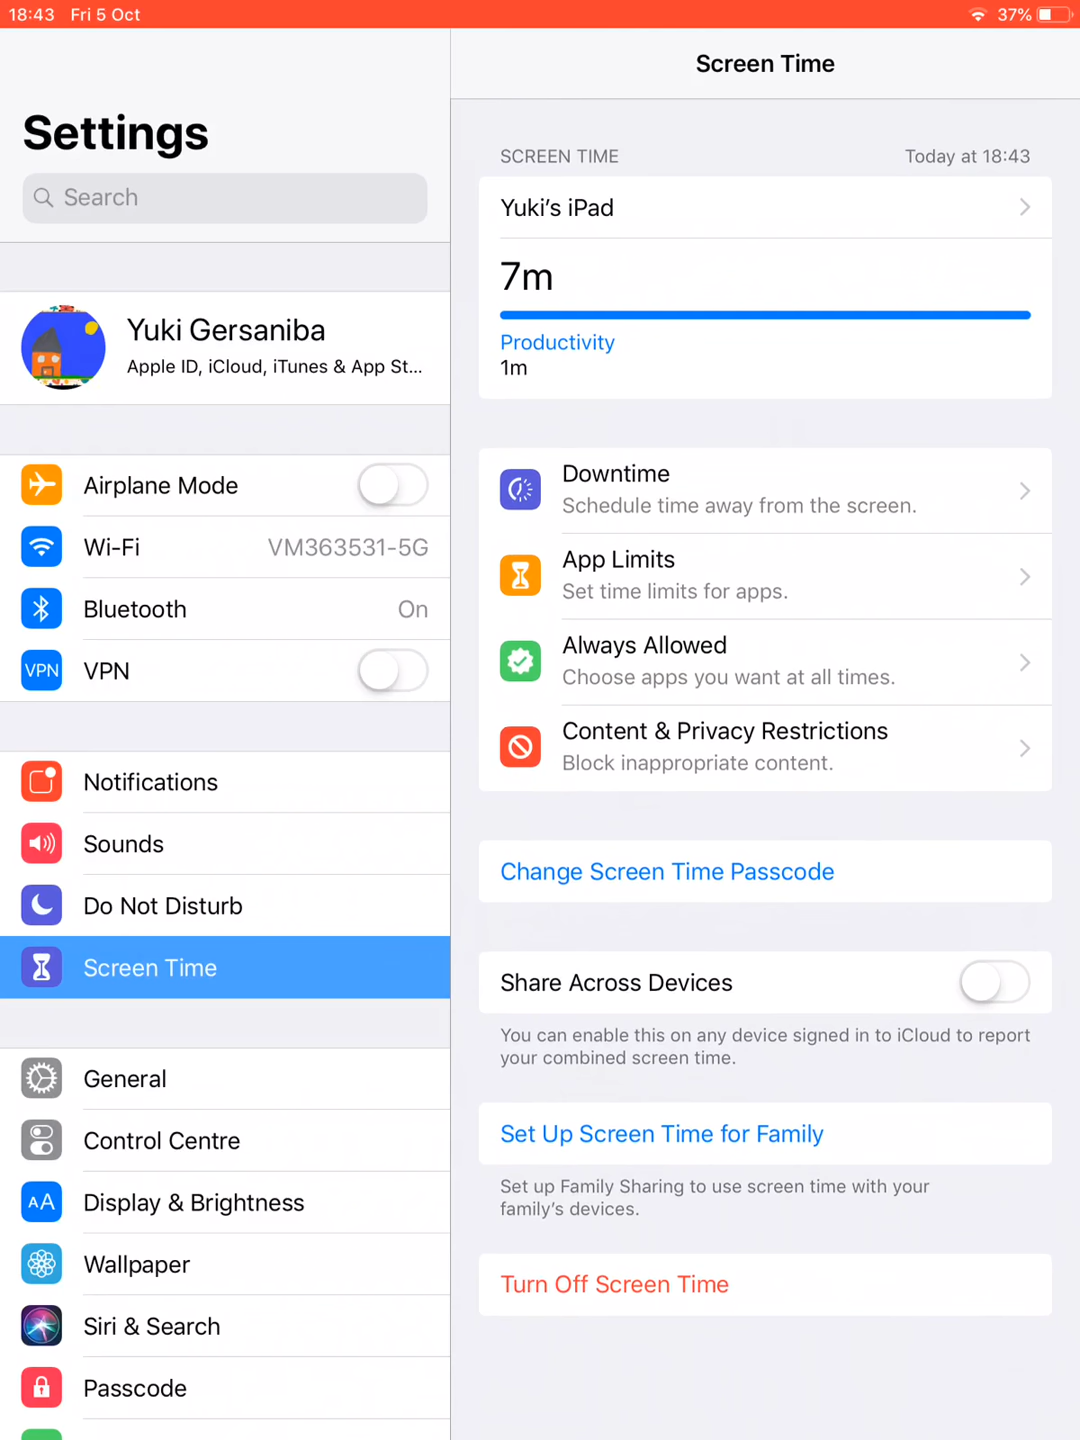 18:43 Fri 5 Oct
37%
Settings
Search
Yuki Gersaniba
Apple ID, iCloud, iTunes & App St...
Airplane Mode
Wi-Fi VM363531-5G
Bluetooth On
VPN VPN
Notifications
Sounds
Do Not Disturb
Screen Time
General
Control Centre
AA Display & Brightness
Wallpaper
Siri & Search
Passcode
Screen Time
SCREEN TIME Today at 18:43
Yuki’s iPad
7m
Productivity
1m
Downtime
Schedule time away from the screen.
App Limits
Set time limits for apps.
Always Allowed
Choose apps you want at all times.
Content & Privacy Restrictions
Block inappropriate content.
Change Screen Time Passcode
Share Across Devices
You can enable this on any device signed in to iCloud to report
your combined screen time.
Set Up Screen Time for Family
Set up Family Sharing to use screen time with your
family’s devices.
Turn Off Screen Time